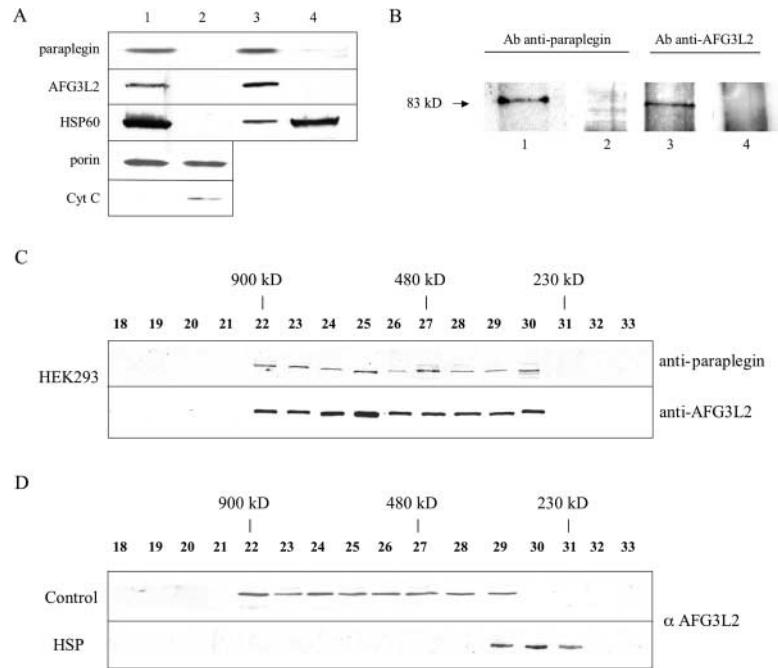 A
1 2 3 4
paraplegin
AFG3L2
HSP60
porin
Cyt C
B
Ab anti-paraplegin Ab anti-AFG3L2
83 kD
1 2 3 4
C
900 kD 480 kD 230 kD
18 19 20 21 22 23 24 25 26 27 28 29 30 31 32 33
HEK293
anti-paraplegin
anti-AFG3L2
D
900 kD 480 kD 230 kD
18 19 20 21 22 23 24 25 26 27 28 29 30 31 32 33
Control
HSP
α AFG3L2